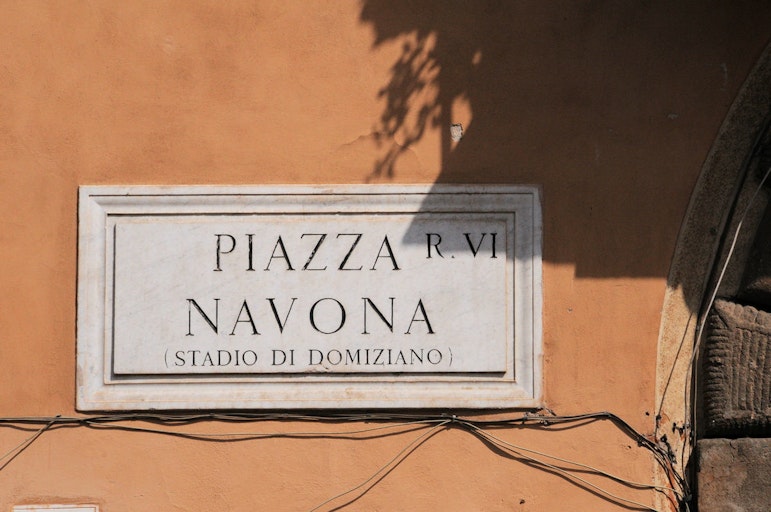 PIAZZA R. VI
NAVONA
(STADIO DI DOMIZIANO)